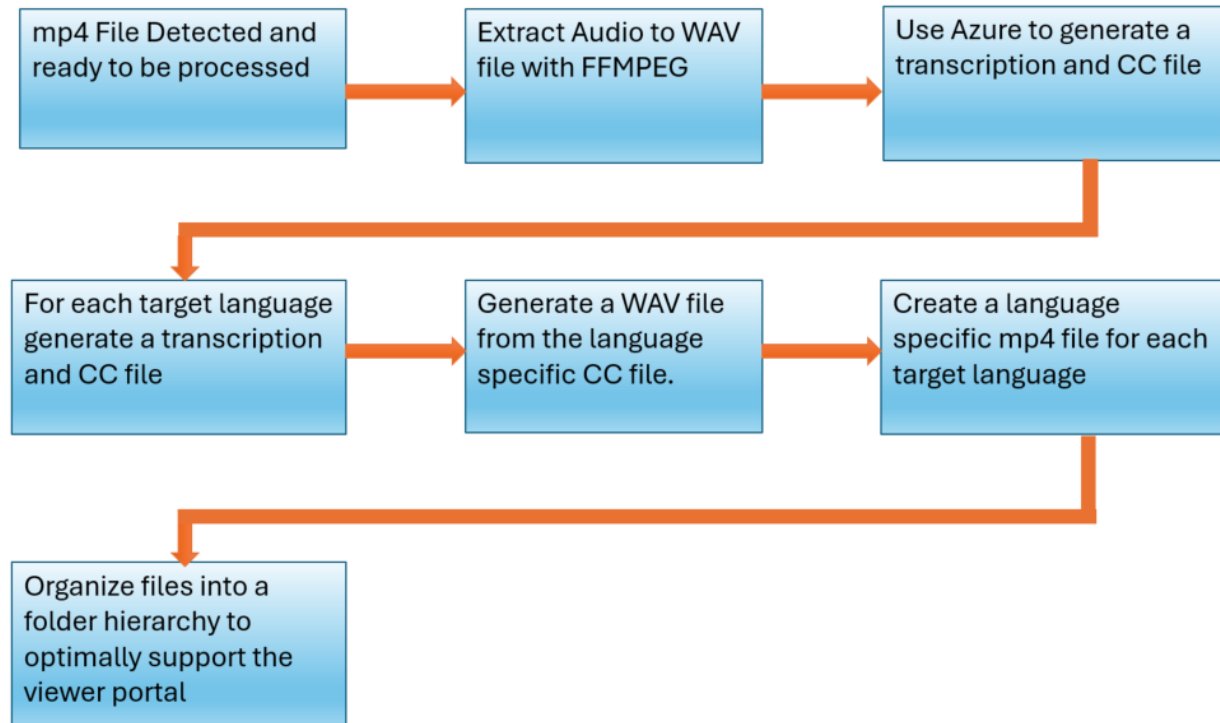 mp4 File Detected and
ready to be processed
Extract Audio to WAV
file with FFMPEG
Use Azure to generate a
transcription and CC file
For each target language
generate a transcription
and CC file
Generate a WAV file
from the language
specific CC file.
Create a language
specific mp4 file for each
target language
Organize files into a
folder hierarchy to
optimally support the
viewer portal